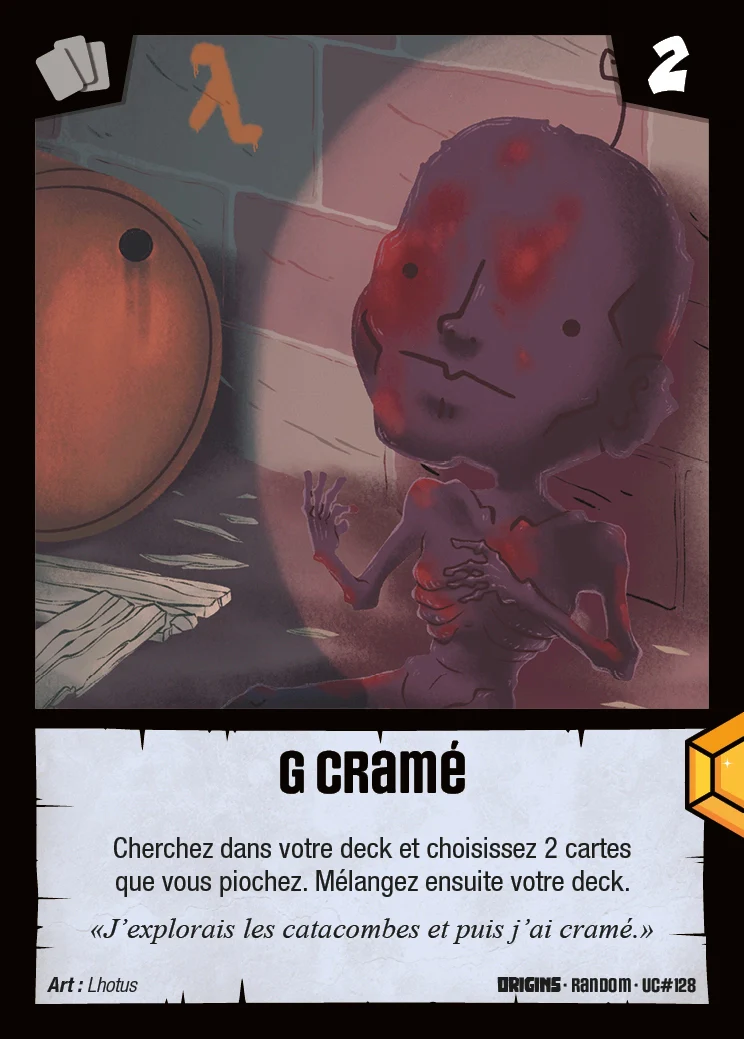 λ
2
G CRamé
Cherchez dans votre deck et choisissez 2 cartes
que vous piochez. Mélangez ensuite votre deck.
«J’explorais les catacombes et puis j’ai cramé.»
Art : Lhotus
ORIGINS · RanDom · UC#128